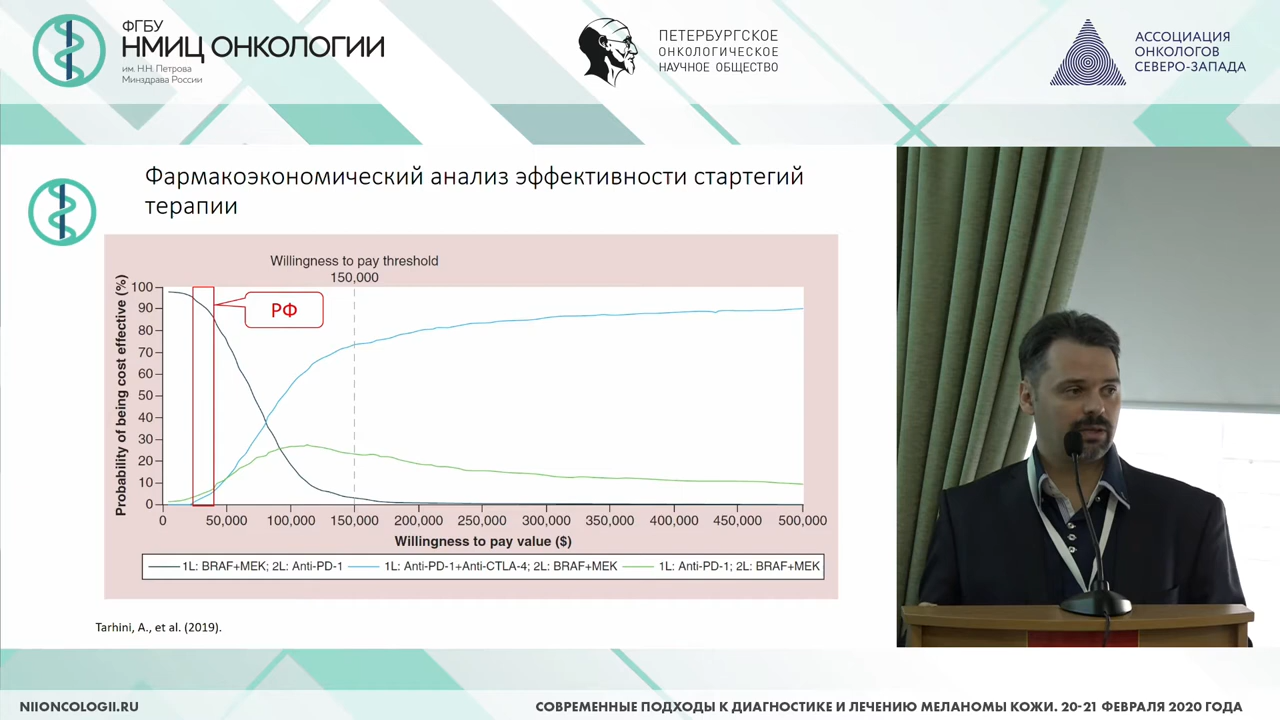 ФГБУ
НМИЦ ОНКОЛОГИИ
им. Н.Н. Петрова
Минздрава России
ПЕТЕРБУРГСКОЕ
ОНКОЛОГИЧЕСКОЕ
НАУЧНОЕ ОБЩЕСТВО
АССОЦИАЦИЯ
ОНКОЛОГОВ
СЕВЕРО-ЗАПАДА
Фармакоэкономический анализ эффективности стартегий
терапии
Willingness to pay threshold
150,000
РФ
Probability of being cost effective (%)
100
90
80
70
60
50
40
30
20
10
0
0 50,000 100,000 150,000 200,000 250,000 300,000 350,000 400,000 450,000 500,000
Willingness to pay value ($)
1L: BRAF+MEK; 2L: Anti-PD-1 1L: Anti-PD-1+Anti-CTLA-4; 2L: BRAF+MEK 1L: Anti-PD-1; 2L: BRAF+MEK
Tarhini, A., et al. (2019).
NIIONCOLOGII.RU СОВРЕМЕННЫЕ ПОДХОДЫ К ДИАГНОСТИКЕ И ЛЕЧЕНИЮ МЕЛАНОМЫ КОЖИ. 20-21 ФЕВРАЛЯ 2020 ГОДА